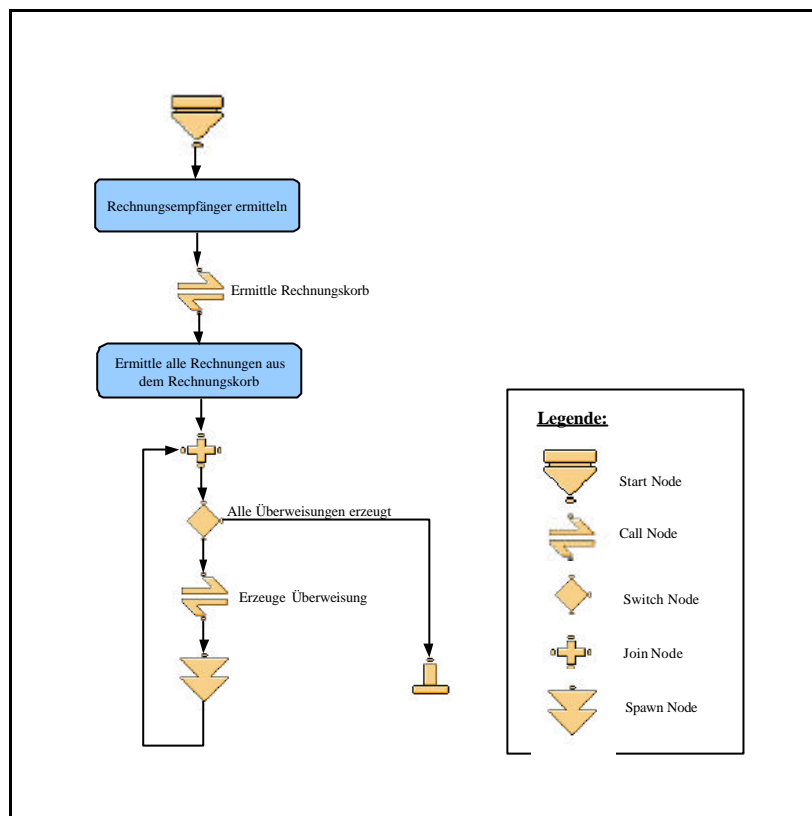 Rechnungsempfänger ermitteln
Ermittle Rechnungskorb
Ermittle alle Rechnungen aus
dem Rechnungskorb
Alle Überweisungen erzeugt
Erzeuge Überweisung
Legende:
Start Node
Call Node
Switch Node
Join Node
Spawn Node